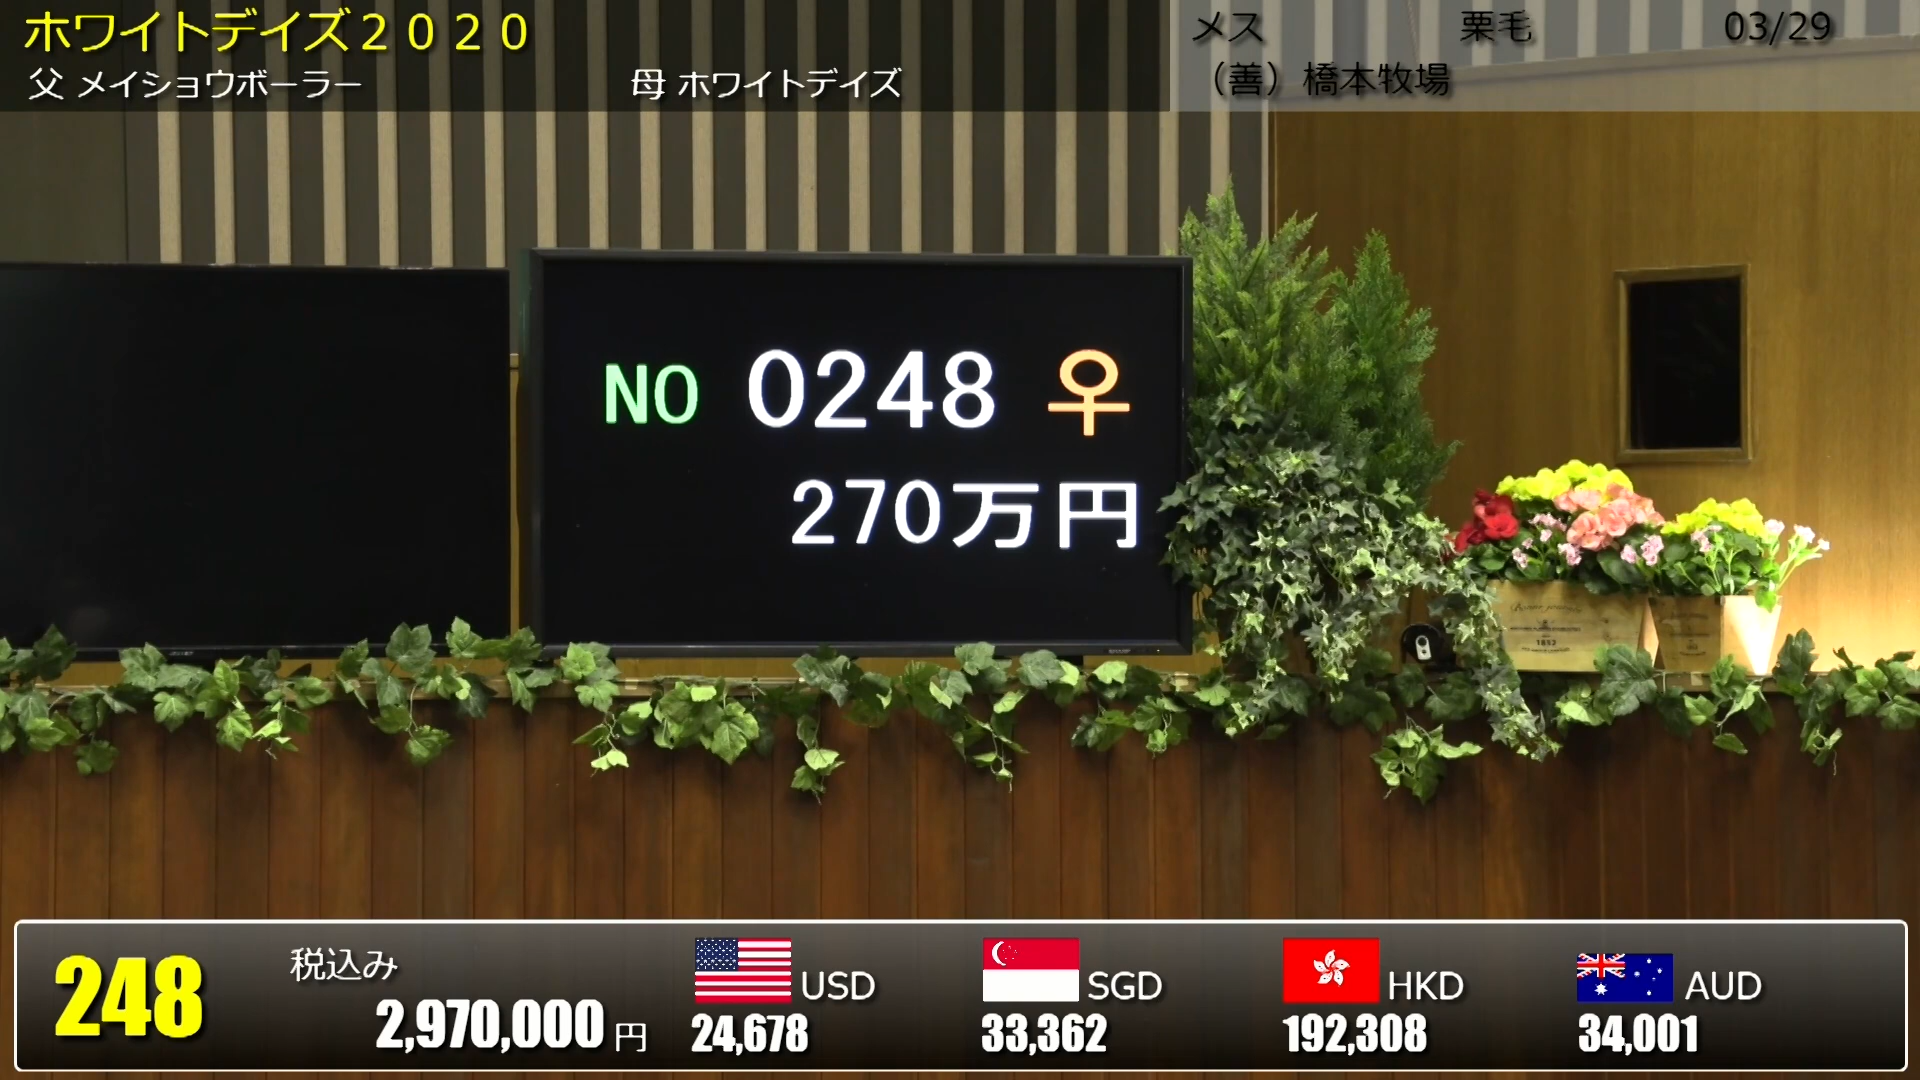 ホワイトデイズ２０２０
父 メイショウボーラー
母 ホワイトデイズ
メス 栗毛 03/29
（善）橋本牧場
NO 0248 ♀
270万円
1852
248
税込み
2,970,000 円
USD
24,678
SGD
33,362
HKD
192,308
AUD
34,001